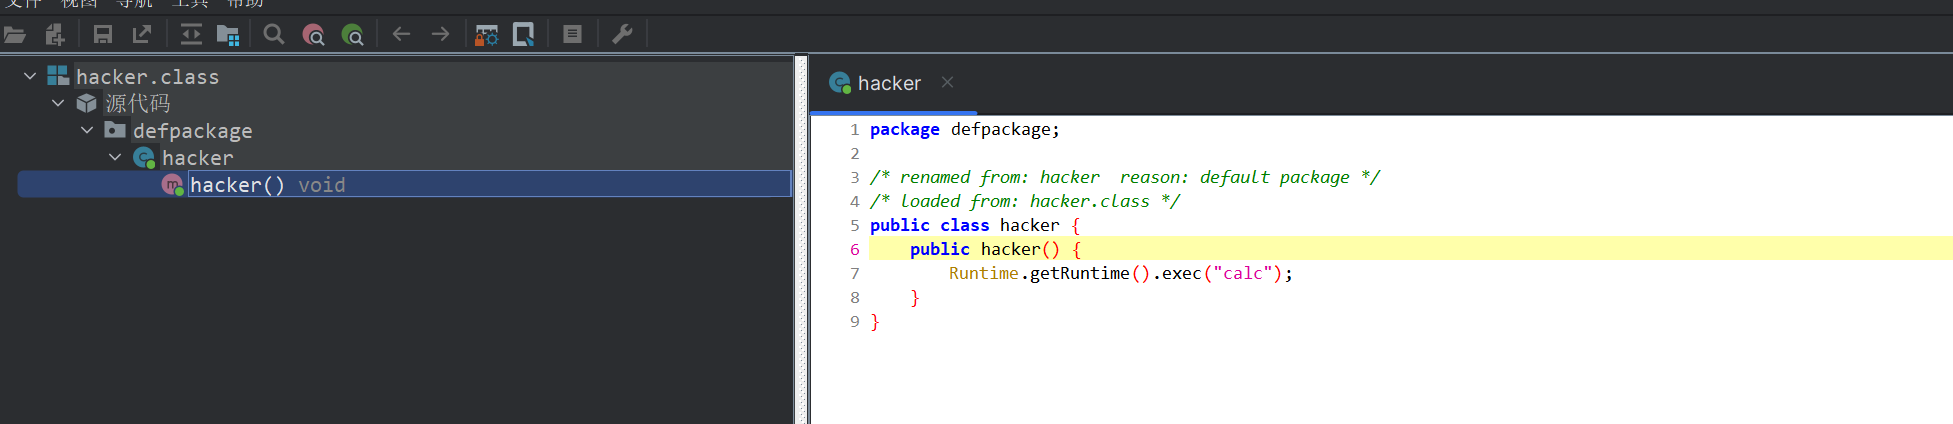 文件 视图 导航 工具 帮助
hacker.class
源代码
defpackage
hacker
hacker() void
hacker
1 package defpackage;
2
3 /* renamed from: hacker  reason: default package */
4 /* loaded from: hacker.class */
5 public class hacker {
6     public hacker() {
7         Runtime.getRuntime().exec("calc");
8     }
9 }